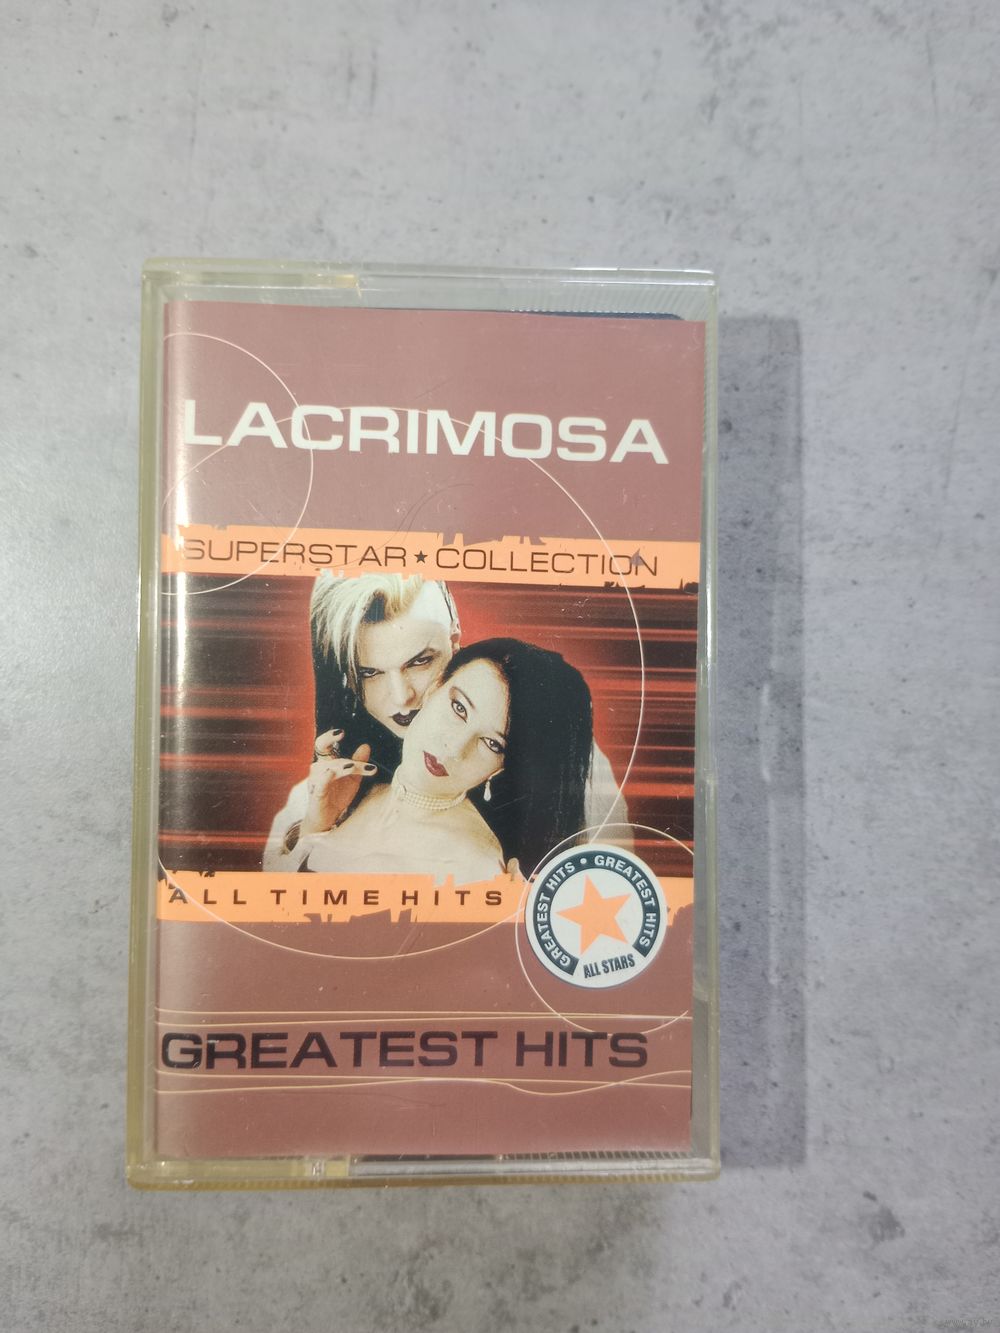 LACRIMOSA
SUPERSTAR★COLLECTION
ALL TIME HITS
GREATEST HITS • GREATEST HITS
ALL STARS
GREATEST HITS